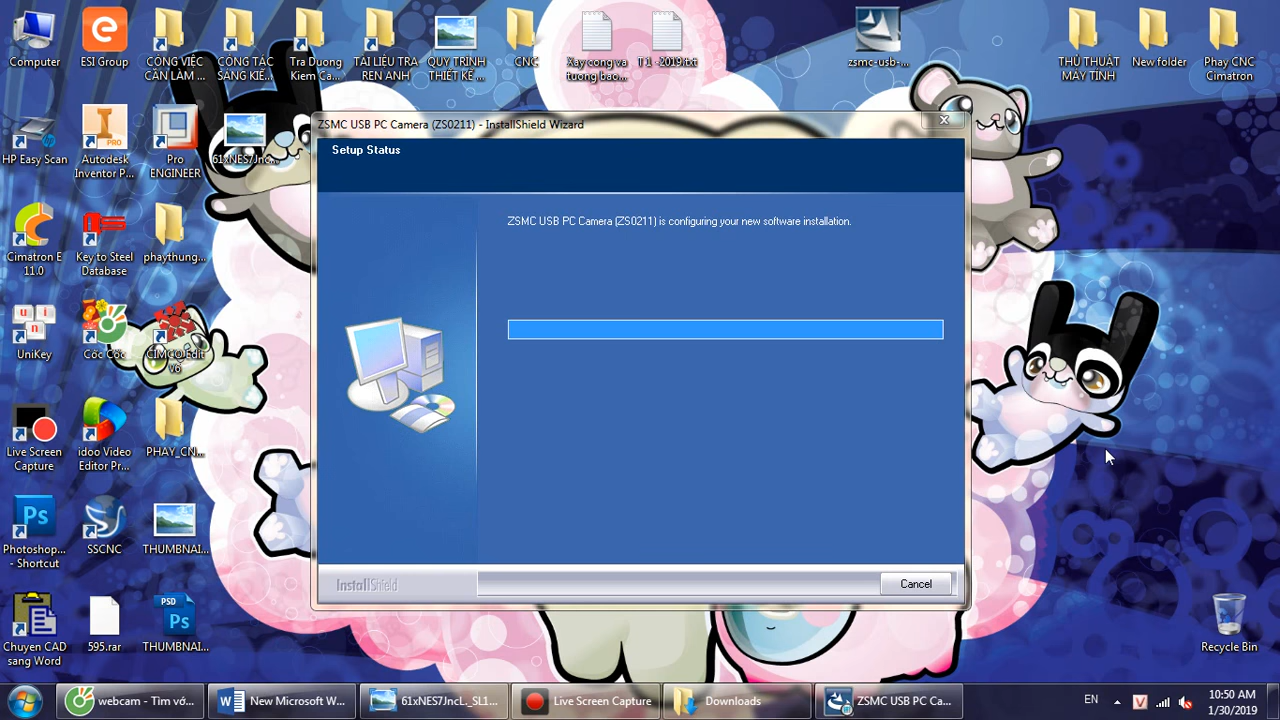 Computer
ESI Group
CÔNG VIỆC
CẦN LÀM ...
CÔNG TÁC
SÁNG KIẾ...
Tra Duong
Kiem Ca...
TÀI LIỆU TRA
REN ANH
QUY TRÌNH
THIẾT KẾ ...
CNC
Xay cong va
tuong bao...
T 1 -2019.txt
zsmc-usb-...
THỦ THUẬT
MÁY TÍNH
New folder
Phay CNC
Cimatron
HP Easy Scan
Autodesk
Inventor P...
Pro
ENGINEER
61xNES7JncL...
ZSMC USB PC Camera (ZS0211) - InstallShield Wizard
Setup Status
ZSMC USB PC Camera (ZS0211) is configuring your new software installation.
Cimatron E
11.0
Key to Steel
Database
phaythung...
UniKey
Cốc Cốc
CIMCO Edit
v6
Live Screen
Capture
idoo Video
Editor Pr...
PHAY_CN...
Photoshop...
- Shortcut
SSCNC
THUMBNAI...
InstallShield
Cancel
Chuyen CAD
sang Word
595.rar
THUMBNAI...
Recycle Bin
webcam - Tìm vớ...
New Microsoft W...
61xNES7JncL._SL1...
Live Screen Capture
Downloads
ZSMC USB PC Ca...
EN
10:50 AM
1/30/2019